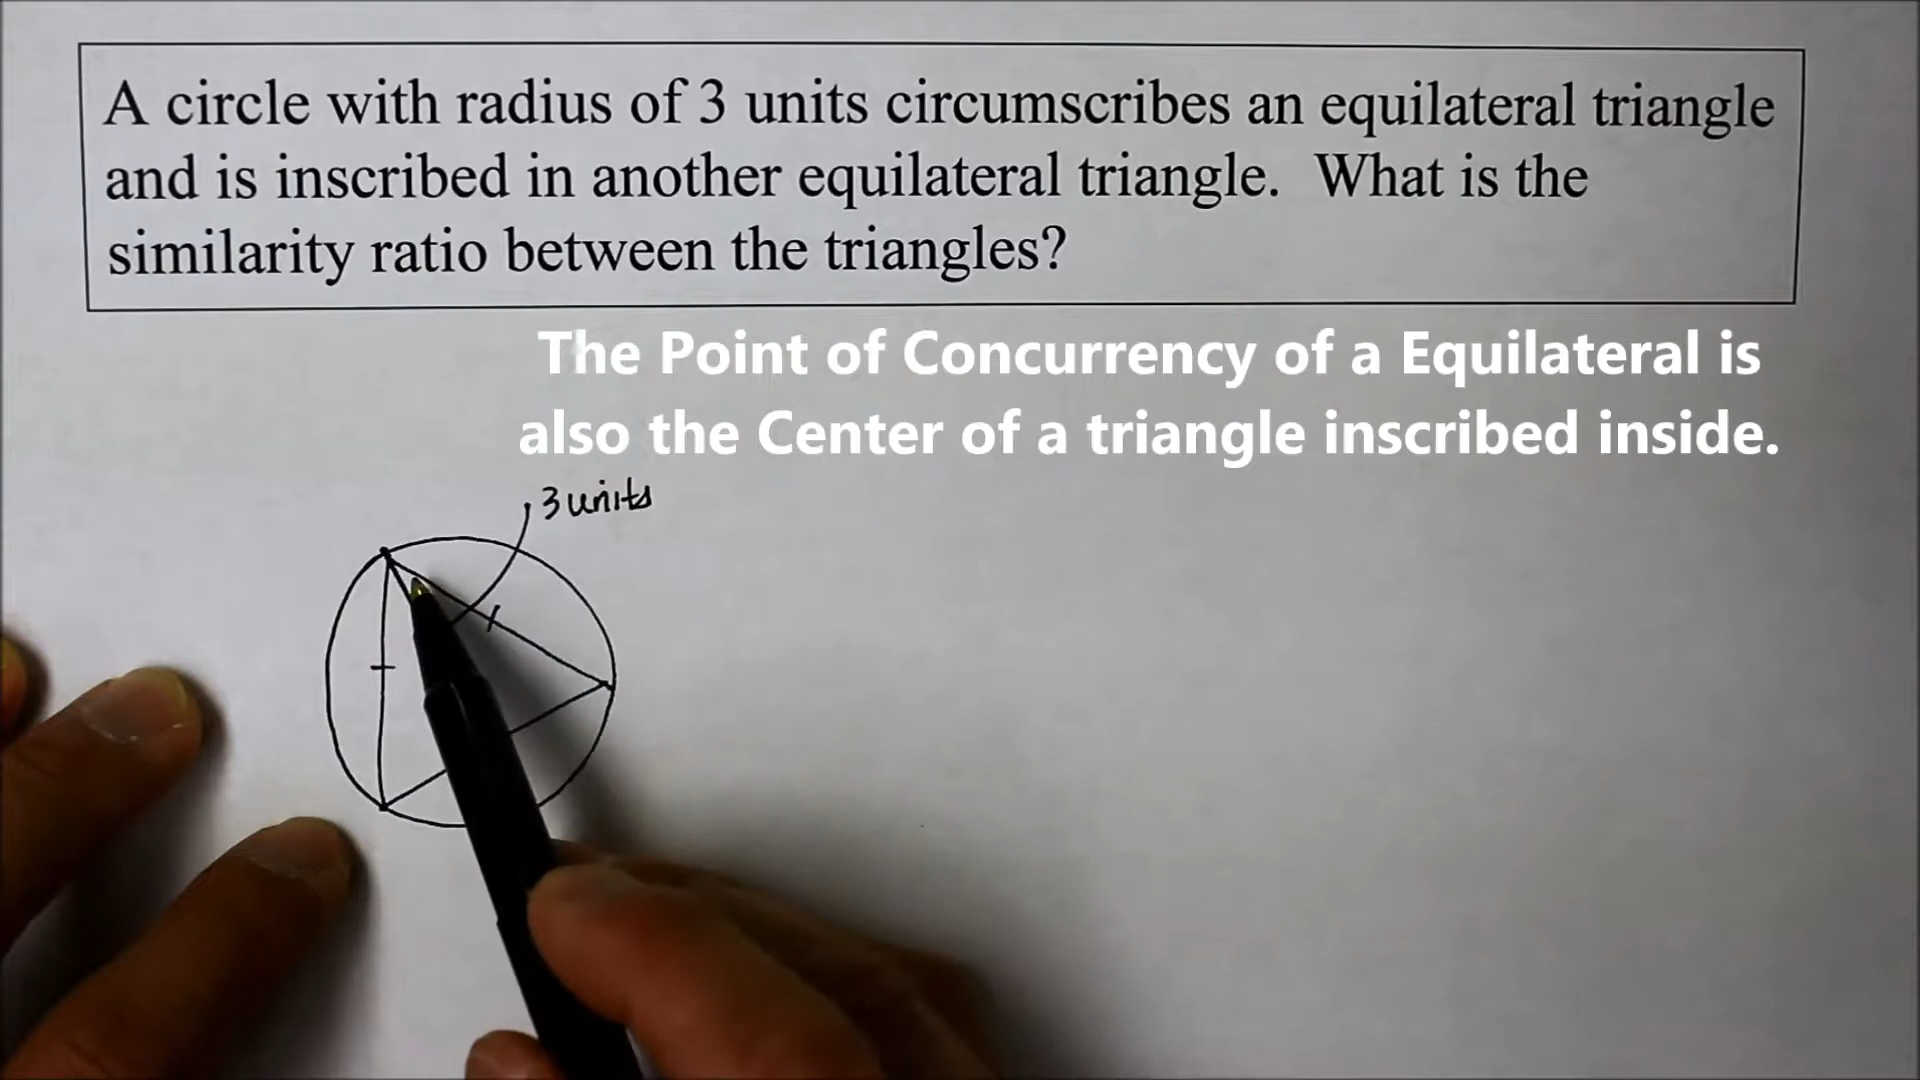 A circle with radius of 3 units circumscribes an equilateral triangle
and is inscribed in another equilateral triangle. What is the
similarity ratio between the triangles?
The Point of Concurrency of a Equilateral is
also the Center of a triangle inscribed inside.
3 units